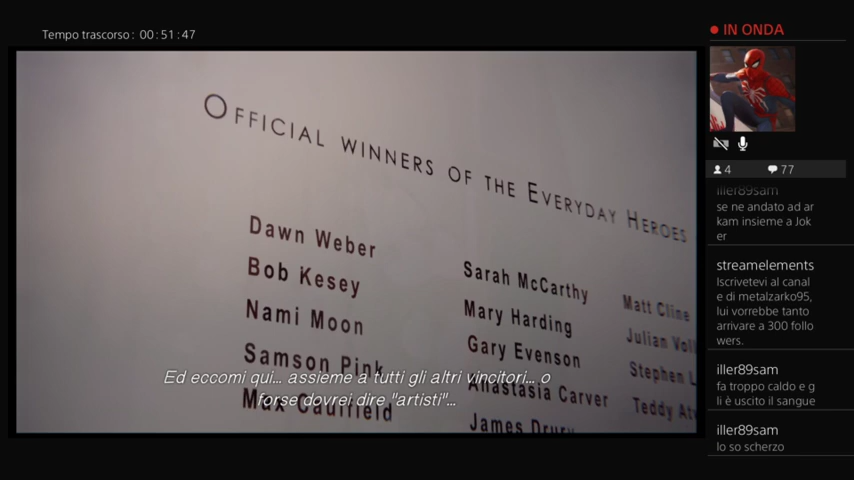 Tempo trascorso: 00:51:47
OFFICIAL WINNERS OF THE EVERYDAY HEROES
Dawn Weber
Bob Kesey
Nami Moon
Samson Pink
Max Caulfield
Sarah McCarthy
Mary Harding
Gary Evenson
Anastasia Carver
James Drury
Matt Cline
Julian
Stephen
Teddy
Ed eccomi qui... assieme a tutti gli altri vincitori... o
forse dovrei dire "artisti"...
IN ONDA
4
77
iller89sam
se ne andato ad ar
kam insieme a Jok
er
streamelements
Iscrivetevi al canal
e di metalzarko95,
lui vorrebbe tanto
arrivare a 300 follo
wers.
iller89sam
fa troppo caldo e g
li è uscito il sangue
iller89sam
lo so scherzo